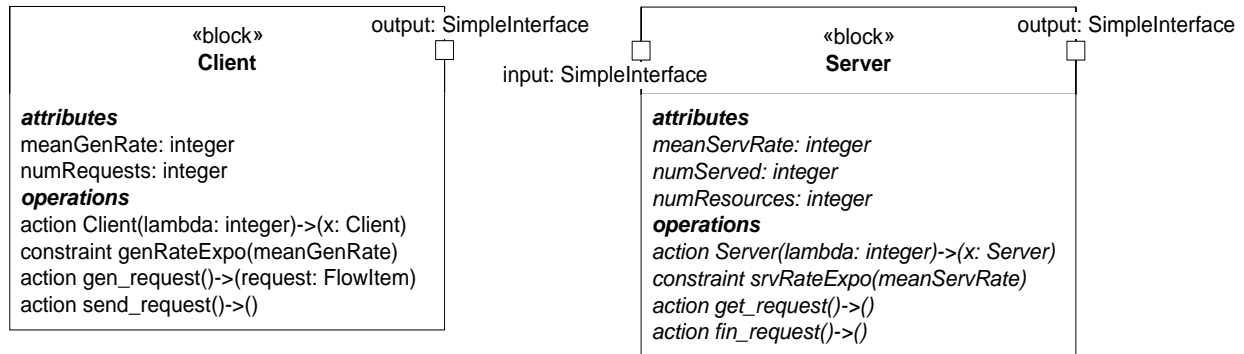 «block»
Client
output: SimpleInterface
attributes
meanGenRate: integer
numRequests: integer
operations
action Client(lambda: integer)->(x: Client)
constraint genRateExpo(meanGenRate)
action gen_request()->(request: FlowItem)
action send_request()->()
input: SimpleInterface
«block»
Server
output: SimpleInterface
attributes
meanServRate: integer
numServed: integer
numResources: integer
operations
action Server(lambda: integer)->(x: Server)
constraint srvRateExpo(meanServRate)
action get_request()->()
action fin_request()->()